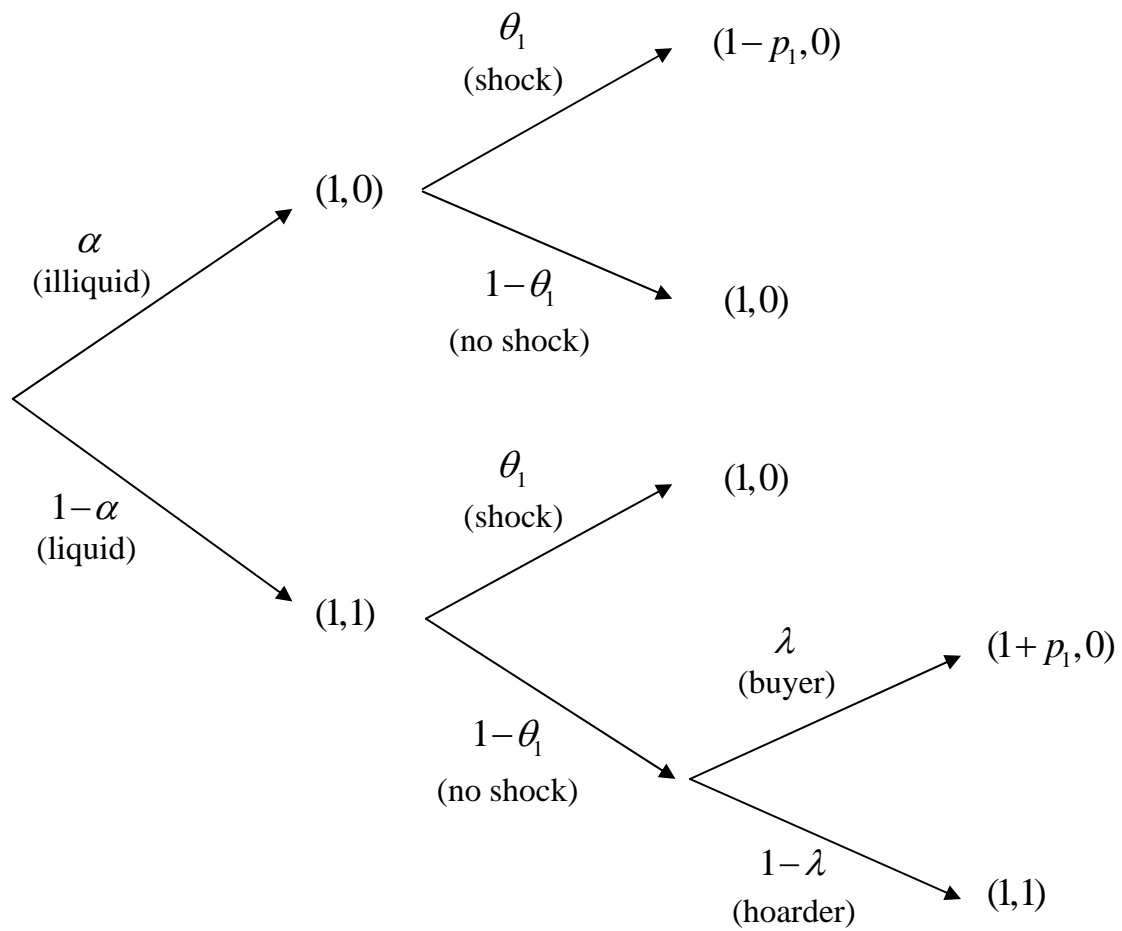 θ₁
(shock)
(1− p₁,0)
(1,0)
α
(illiquid)
1−θ₁
(no shock)
(1,0)
θ₁
(shock)
(1,0)
1−α
(liquid)
(1,1)
λ
(buyer)
(1+ p₁,0)
1−θ₁
(no shock)
1−λ
(hoarder)
(1,1)